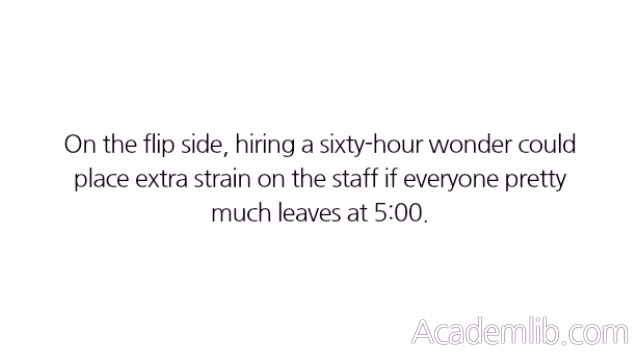 On the flip side, hiring a sixty-hour wonder could
place extra strain on the staff if everyone pretty
much leaves at 5:00.
Academlib.com